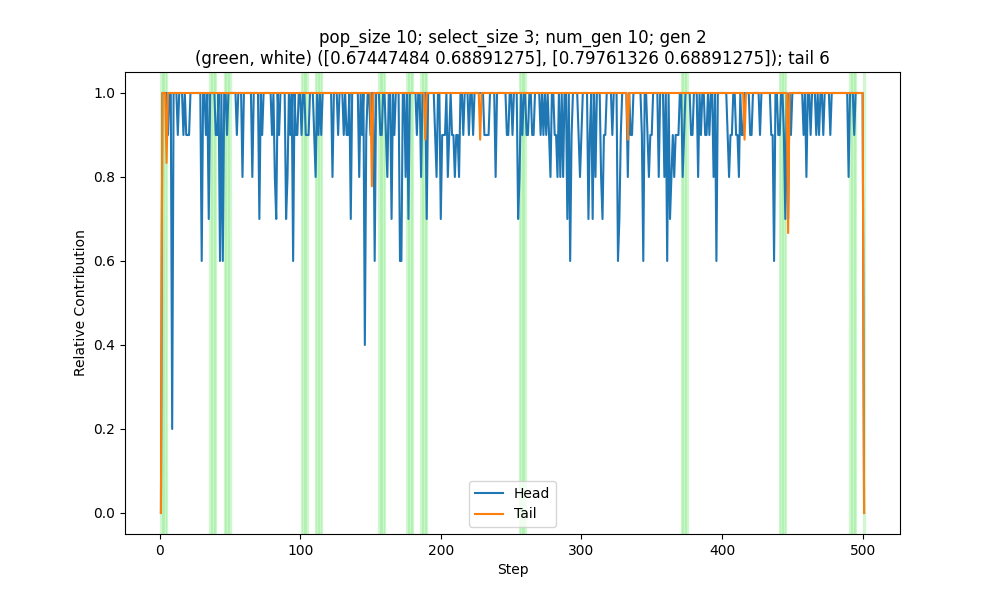 pop_size 10; select_size 3; num_gen 10; gen 2
(green, white) ([0.67447484 0.68891275], [0.79761326 0.68891275]); tail 6
1.0
0.8
0.6
0.4
0.2
0.0
Relative Contribution
Head
Tail
0
100
200
300
400
500
Step